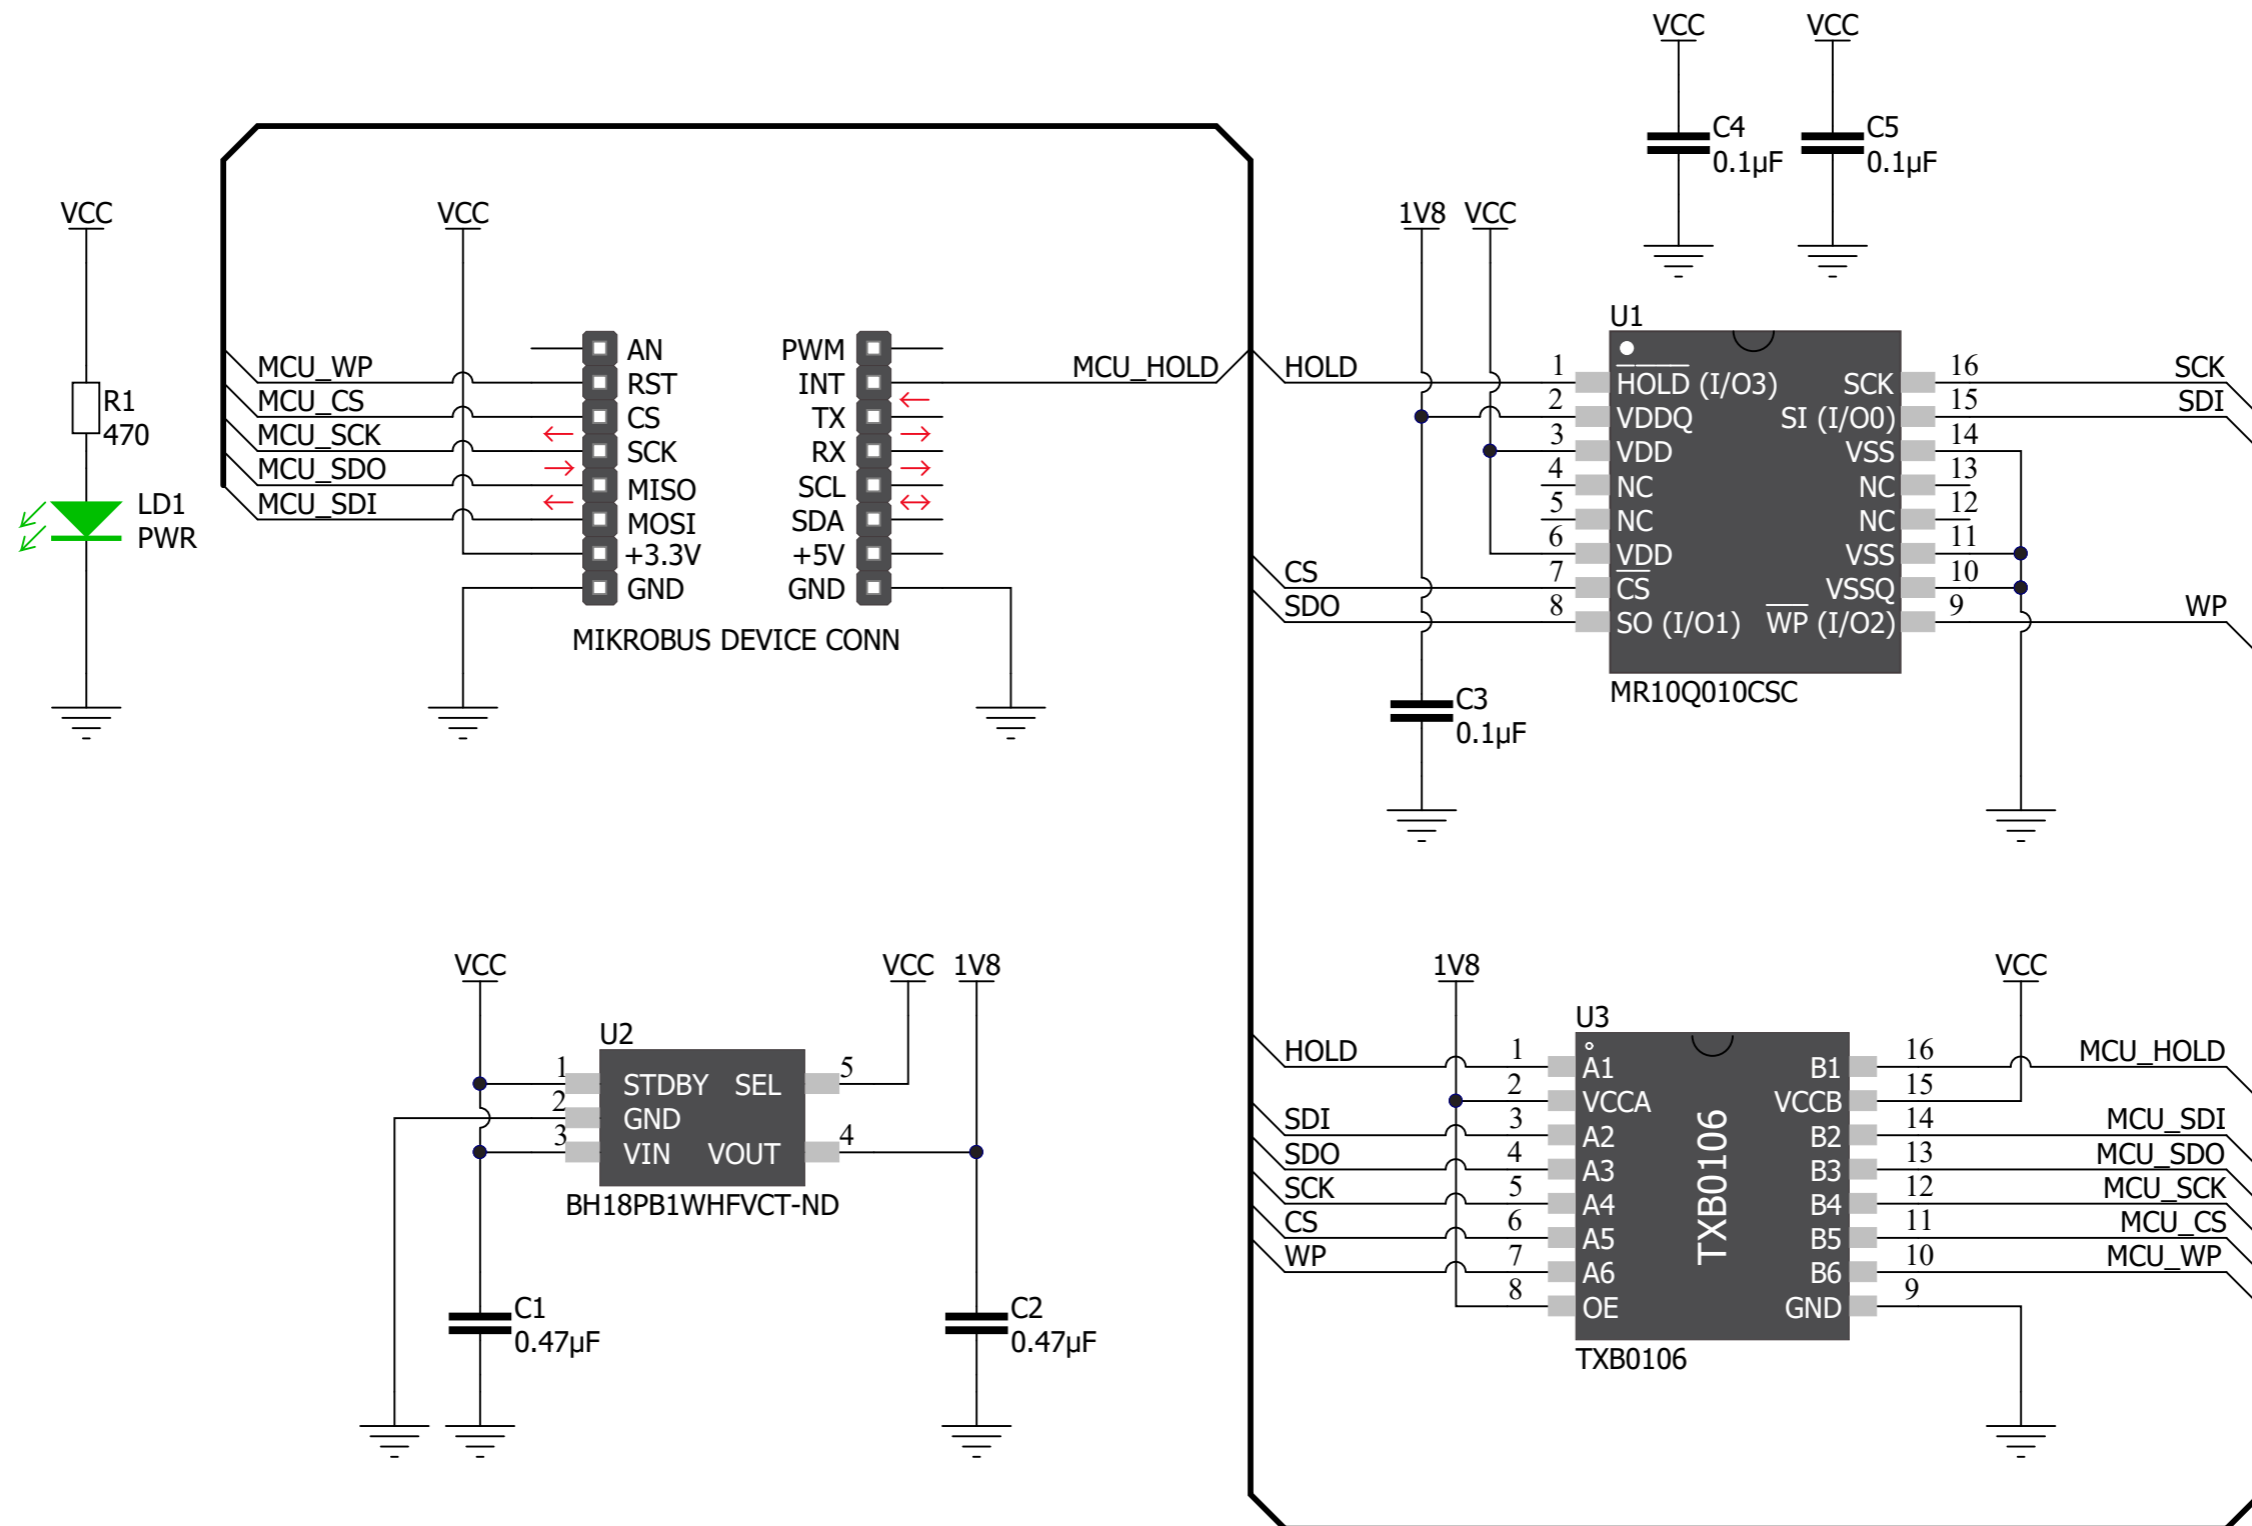 VCC
R1
470
LD1
PWR
VCC
MCU_WP
MCU_CS
MCU_SCK
MCU_SDO
MCU_SDI
AN
RST
CS
SCK
MISO
MOSI
+3.3V
GND
PWM
INT
TX
RX
SCL
SDA
+5V
GND
MIKROBUS DEVICE CONN
MCU_HOLD
VCC
C4
0.1µF
VCC
C5
0.1µF
1V8 VCC
U1
HOLD 1 HOLD (I/O3)
2 VDDQ
3 VDD
4 NC
5 NC
6 VDD
CS 7 CS
SDO 8 SO (I/O1)
SCK 16 SCK
SI (I/O0) 15 SDI
VSS 14
NC 13
NC 12
VSS 11
VSSQ 10
WP (I/O2) 9 WP
MR10Q010CSC
C3
0.1µF
VCC
VCC 1V8
U2
1 STDBY SEL 5
2 GND
3 VIN VOUT 4
BH18PB1WHFVCT-ND
C1
0.47µF
C2
0.47µF
1V8
VCC
U3
HOLD 1 A1 B1 16 MCU_HOLD
2 VCCA VCCB 15
SDI 3 A2 B2 14 MCU_SDI
SDO 4 A3 B3 13 MCU_SDO
SCK 5 A4 B4 12 MCU_SCK
CS 6 A5 B5 11 MCU_CS
WP 7 A6 B6 10 MCU_WP
8 OE GND 9
TXB0106
TXB0106